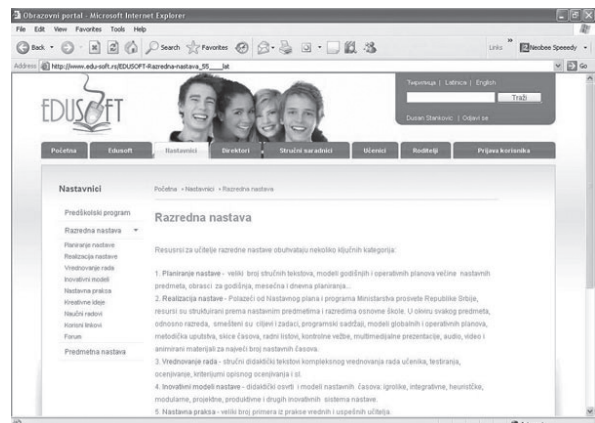 Obrazovni portal - Microsoft Internet Explorer
File Edit View Favorites Tools Help
Back Search Favorites Links Neobee Speeedy
Address http://www.edu-soft.rs/EDUSOFT-Razredna-nastava_55____lat Go
Ћирилица | Latinica | English
EDUSOFT
Traži
Dusan Stankovic | Odjavi se
Početna Edusoft Nastavnici Direktori Stručni saradnici Učenici Roditelji Prijava korisnika
Nastavnici
Početna Nastavnici Razredna nastava
Predškolski program
Razredna nastava
Planiranje nastave
Realizacija nastave
Vrednovanje rada
Inovativni modeli
Nastavna praksa
Kreativne ideje
Naučni radovi
Korisni linkovi
Forum
Predmetna nastava
Razredna nastava
Resursi za učitelje razredne nastave obuhvataju nekoliko ključnih kategorija:
1. Planiranje nastave - veliki broj stručnih tekstova, modeli godišnjih i operativnih planova većine nastavnih
predmeta, obrasci za godišnja, mesečna i dnevna planiranja...
2. Realizacija nastave - Polazeći od Nastavnog plana i programa Ministarstva prosvete Republike Srbije,
resursi su struktuirani prema nastavnim predmetima i razredima osnovne škole. U okviru svakog predmeta,
odnosno razreda, smešteni su ciljevi i zadaci, programski sadržaji, modeli globalnih i operativnih planova,
metodička uputstva, skice časova, radni listovi, kontrolne vežbe, multimedijalne prezentacije, audio, video i
animirani materijali za najveći broj nastavnih časova.
3. Vrednovanje rada - stručni didaktički tekstovi kompleksnog vrednovanja rada učenika, testiranja,
ocenjivanje, kriterijumi opisnog ocenjivanja i sl.
4. Inovativni modeli nastave - didaktički osvrti i modeli nastavnih časova: igrolike, integrativne, heurističke,
modularne, projektne, produktivne i drugih inovativnih sistema nastave.
5. Nastavna praksa - veliki broj primera iz prakse vrednih i uspešnih učitelja.